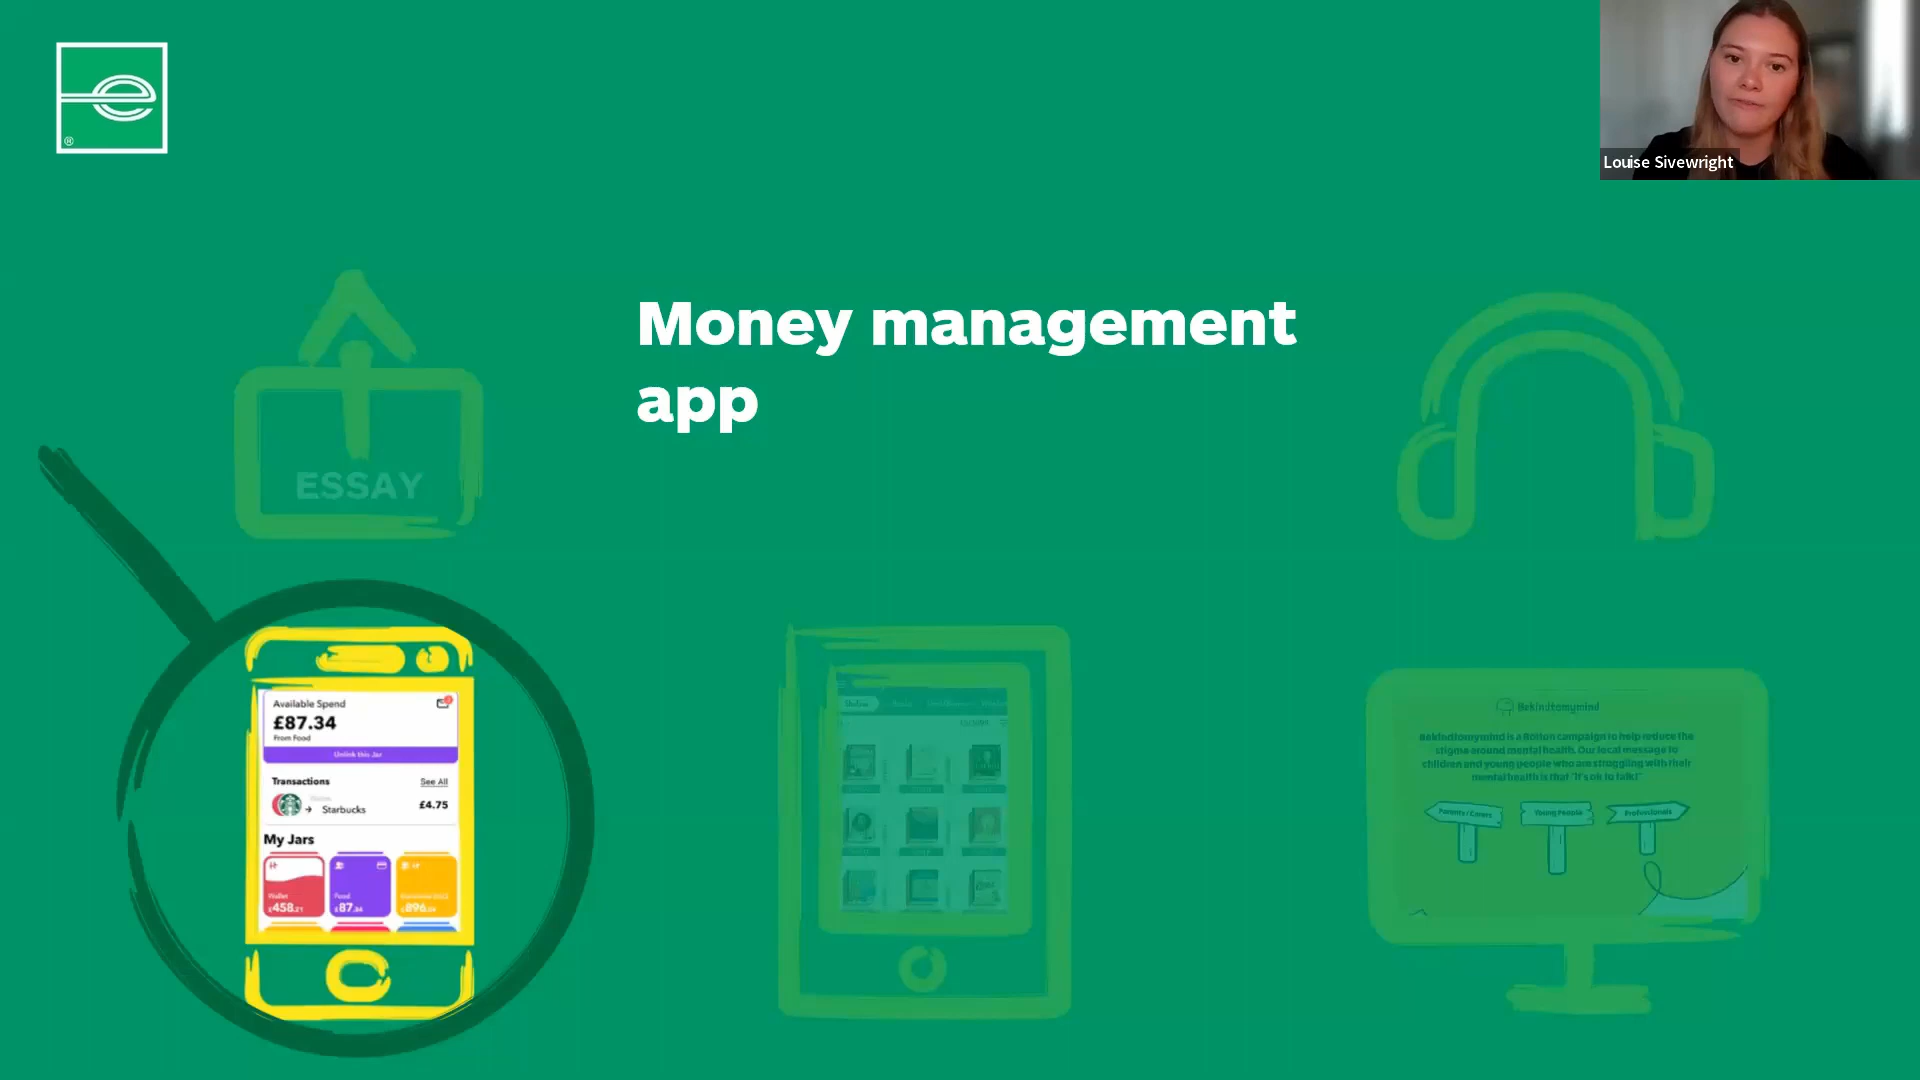 e
®
Louise Sivewright
Money management
app
ESSAY
Available Spend
£87.34
From Food
Unlink this Jar
Transactions
See All
Starbucks
£4.75
My Jars
Wallet
£458.21
Food
£87.34
Bekindtomymind
Bekindtomymind is a Bolton campaign to help reduce the
stigma around mental health. Our local message to
children and young people who are struggling with their
mental health is that "It's ok to talk!"
Parents / Carers
Young People
Professionals